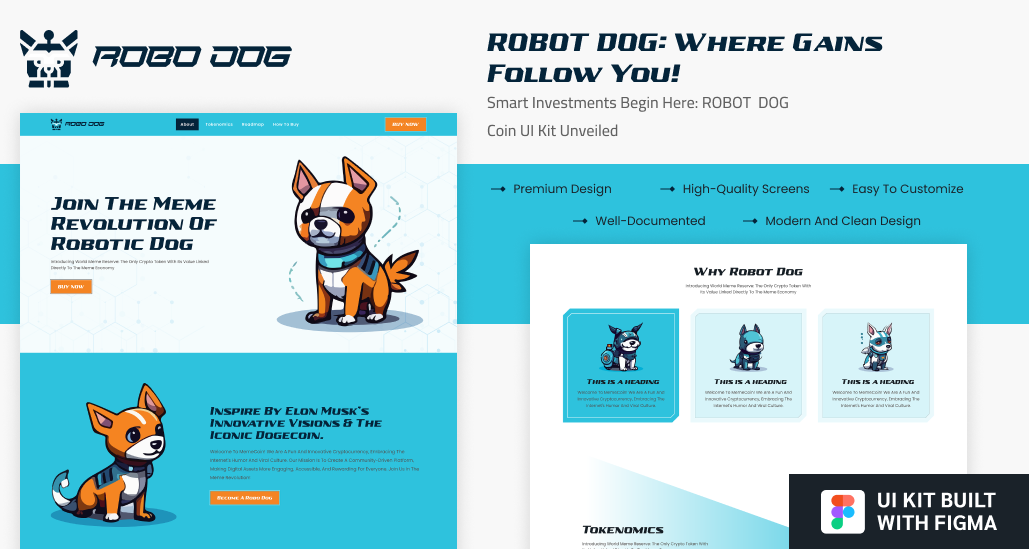 ROBO DOG
ROBOT DOG: WHERE GAINS
FOLLOW YOU!
Smart Investments Begin Here: ROBOT DOG
Coin UI Kit Unveiled
Premium Design
High-Quality Screens
Easy To Customize
Well-Documented
Modern And Clean Design
ROBO DOG
About
Tokenomics
Roadmap
How To Buy
BUY NOW
JOIN THE MEME
REVOLUTION OF
ROBOTIC DOG
Introducing World Meme Reserve: The Only Crypto Token With Its Value Linked
Directly To The Meme Economy.
BUY NOW
INSPIRE BY ELON MUSK'S
INNOVATIVE VISIONS & THE
ICONIC DOGECOIN.
Welcome To Memecoin! We Are A Fun And Innovative Cryptocurrency, Embracing The
Internet's Humor And Viral Culture. Our Mission Is To Create A Community-Driven Platform,
Making Digital Assets More Engaging, Accessible, And Rewarding For Everyone. Join Us In The
Meme Revolution!
BECOME A ROBO DOG
WHY ROBOT DOG
Introducing World Meme Reserve: The Only Crypto Token With
Its Value Linked Directly To The Meme Economy.
THIS IS A HEADING
Welcome To Memecoin! We Are A Fun And
Innovative Cryptocurrency, Embracing The
Internet's Humor And Viral Culture.
THIS IS A HEADING
Welcome To Memecoin! We Are A Fun And
Innovative Cryptocurrency, Embracing The
Internet's Humor And Viral Culture.
THIS IS A HEADING
Welcome To Memecoin! We Are A Fun And
Innovative Cryptocurrency, Embracing The
Internet's Humor And Viral Culture.
TOKENOMICS
Introducing World Meme Reserve: The Only Crypto Token With
UI KIT BUILT
WITH FIGMA